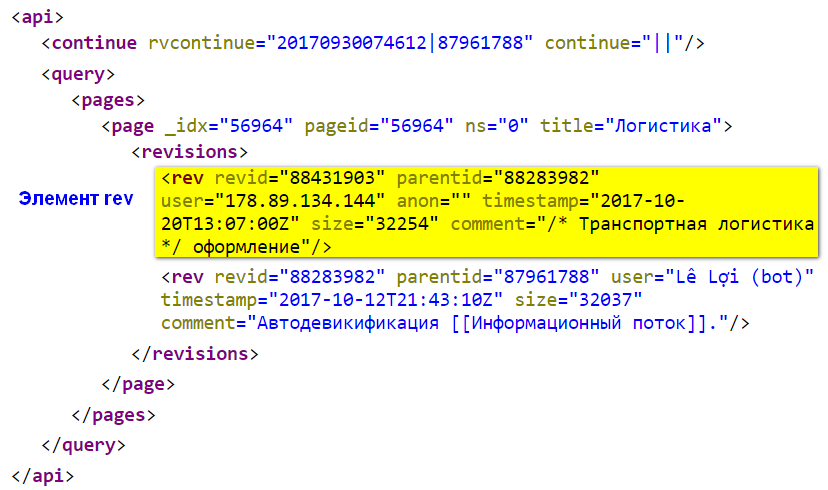 <api>
<continue rvcontinue="20170930074612|87961788" continue="||"/>
<query>
<pages>
<page _idx="56964" pageid="56964" ns="0" title="Логистика">
<revisions>
Элемент rev
<rev revid="88431903" parentid="88283982"
user="178.89.134.144" anon="" timestamp="2017-10-
20T13:07:00Z" size="32254" comment="/* Транспортная логистика
*/ оформление"/>
<rev revid="88283982" parentid="87961788" user="Lê Lợi (bot)"
timestamp="2017-10-12T21:43:10Z" size="32037"
comment="Автодевикификация [[Информационный поток]]."/>
</revisions>
</page>
</pages>
</query>
</api>